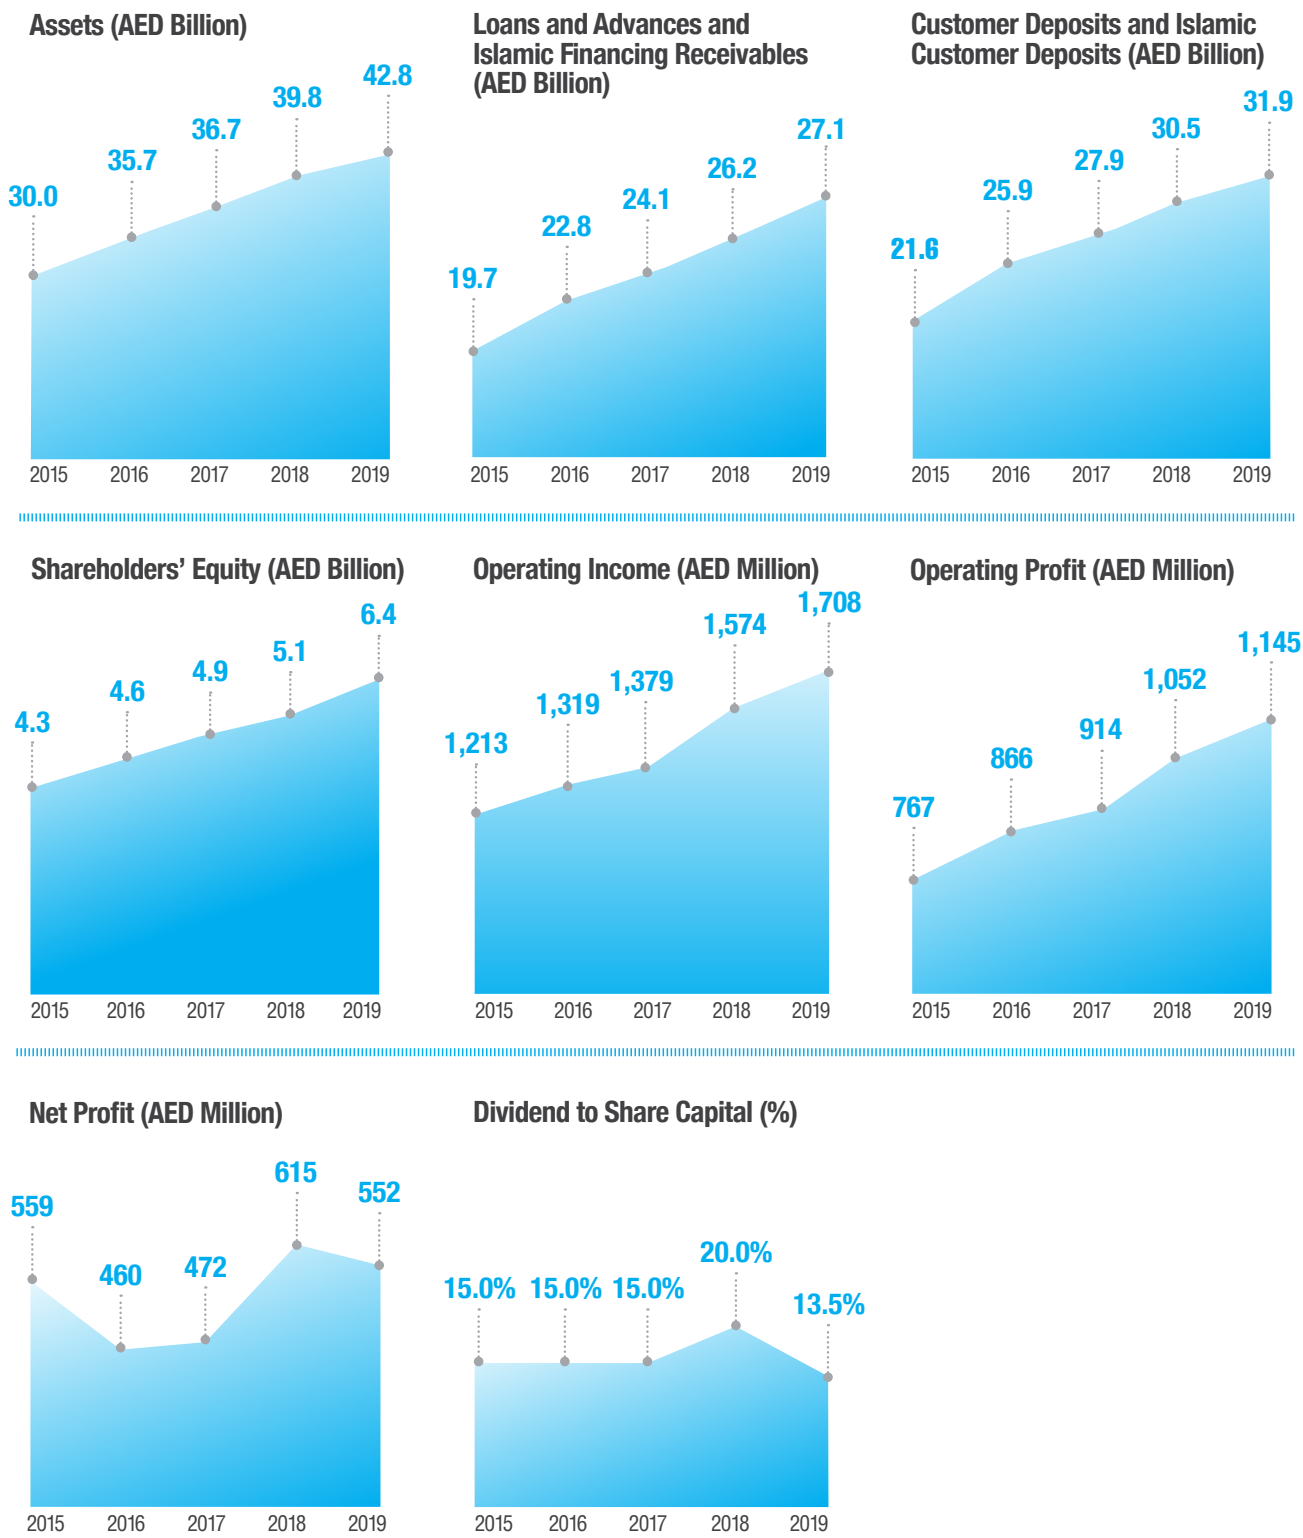 Assets (AED Billion)
30.0
35.7
36.7
39.8
42.8
2015 2016 2017 2018 2019
Loans and Advances and
Islamic Financing Receivables
(AED Billion)
19.7
22.8
24.1
26.2
27.1
2015 2016 2017 2018 2019
Customer Deposits and Islamic
Customer Deposits (AED Billion)
21.6
25.9
27.9
30.5
31.9
2015 2016 2017 2018 2019
Shareholders’ Equity (AED Billion)
4.3
4.6
4.9
5.1
6.4
2015 2016 2017 2018 2019
Operating Income (AED Million)
1,213
1,319
1,379
1,574
1,708
2015 2016 2017 2018 2019
Operating Profit (AED Million)
767
866
914
1,052
1,145
2015 2016 2017 2018 2019
Net Profit (AED Million)
559
460
472
615
552
2015 2016 2017 2018 2019
Dividend to Share Capital (%)
15.0% 15.0% 15.0%
20.0%
13.5%
2015 2016 2017 2018 2019